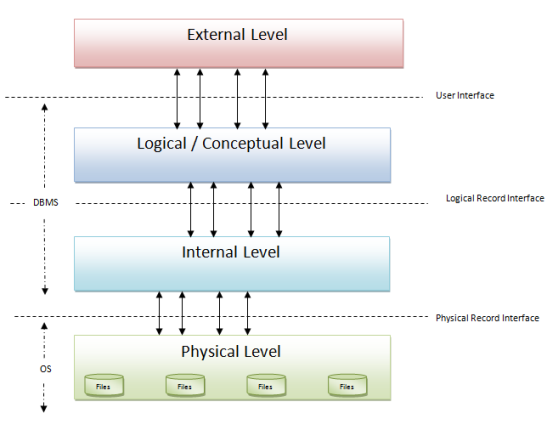 External Level
User Interface
Logical / Conceptual Level
DBMS
Logical Record Interface
Internal Level
Physical Record Interface
Physical Level
OS
Files
Files
Files
Files